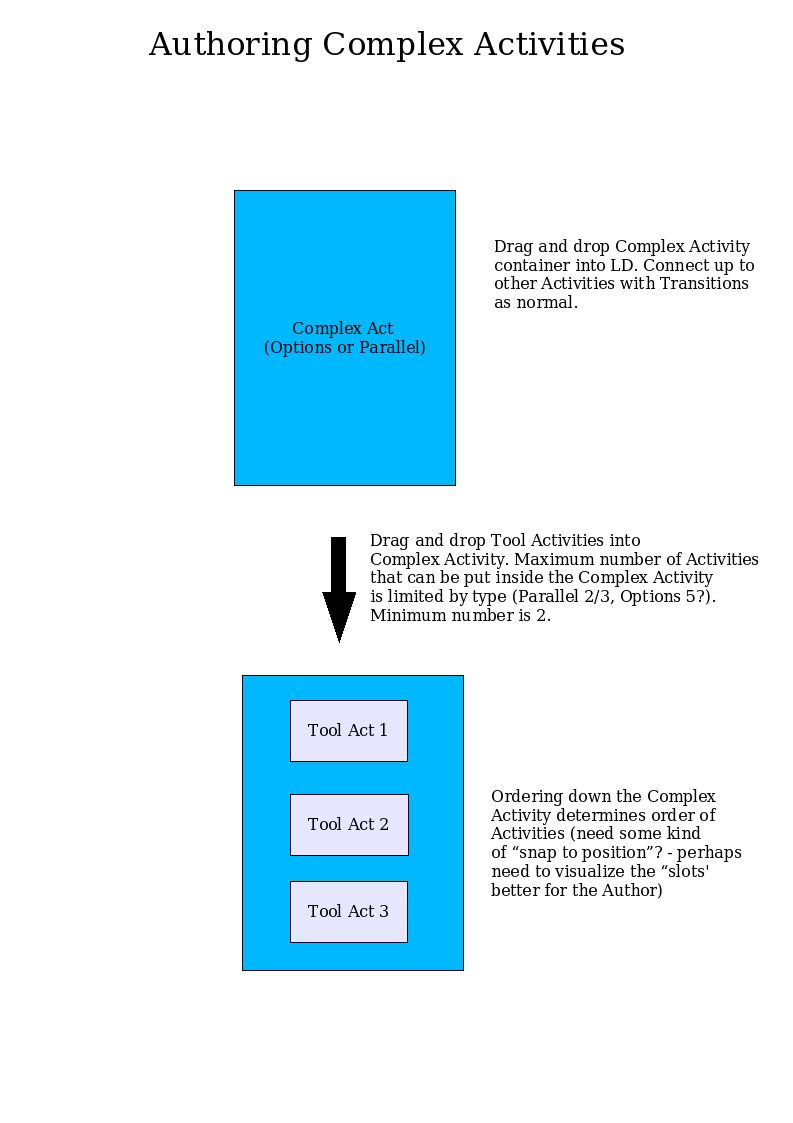 Authoring Complex Activities
Drag and drop Complex Activity
container into LD. Connect up to
other Activities with Transitions
as normal.
Complex Act
(Options or Parallel)
Drag and drop Tool Activities into
Complex Activity. Maximum number of Activities
that can be put inside the Complex Activity
is limited by type (Parallel 2/3, Options 5?).
Minimum number is 2.
Tool Act 1
Tool Act 2
Tool Act 3
Ordering down the Complex
Activity determines order of
Activities (need some kind
of “snap to position”? - perhaps
need to visualize the “slots'
better for the Author)